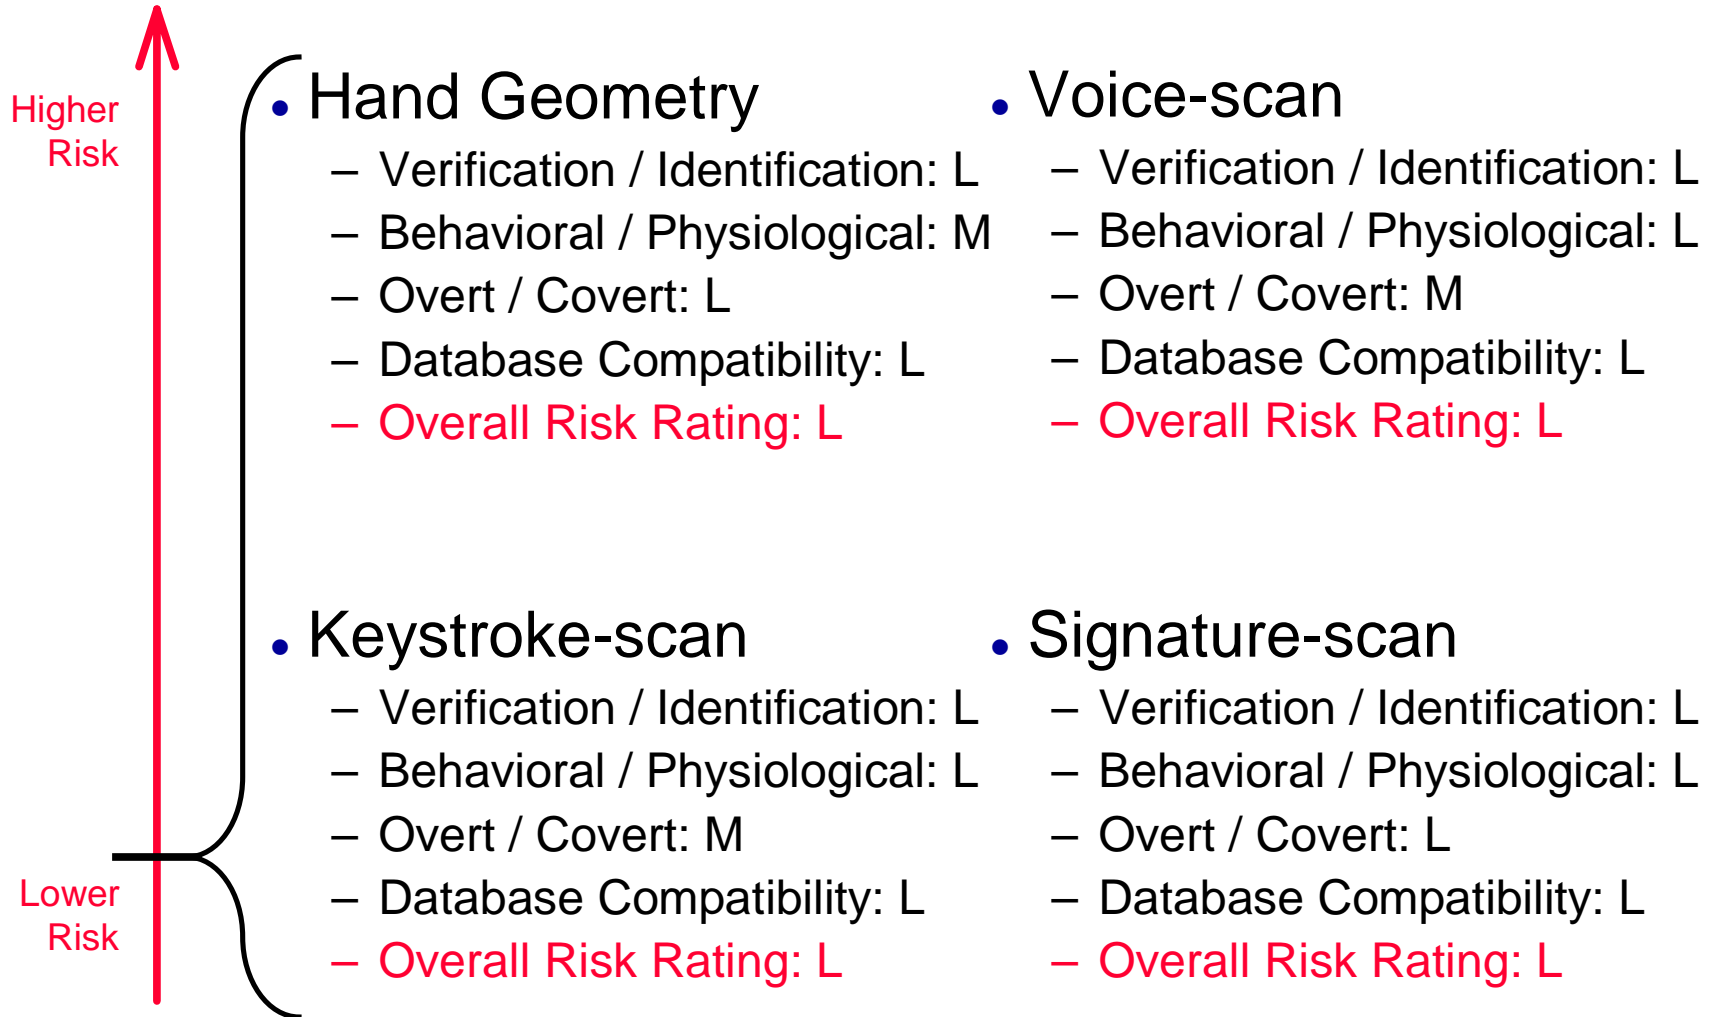 Higher
Risk
• Hand Geometry
– Verification / Identification: L
– Behavioral / Physiological: M
– Overt / Covert: L
– Database Compatibility: L
– Overall Risk Rating: L
• Voice-scan
– Verification / Identification: L
– Behavioral / Physiological: L
– Overt / Covert: M
– Database Compatibility: L
– Overall Risk Rating: L
• Keystroke-scan
– Verification / Identification: L
– Behavioral / Physiological: L
– Overt / Covert: M
– Database Compatibility: L
– Overall Risk Rating: L
• Signature-scan
– Verification / Identification: L
– Behavioral / Physiological: L
– Overt / Covert: L
– Database Compatibility: L
– Overall Risk Rating: L
Lower
Risk